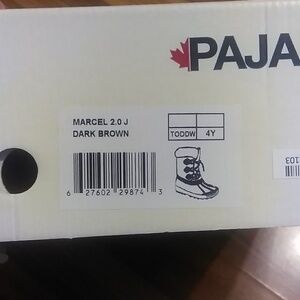 PAJA
MARCEL 2.0 J
DARK BROWN
TODDW 4Y
6 27602 29874 3
103